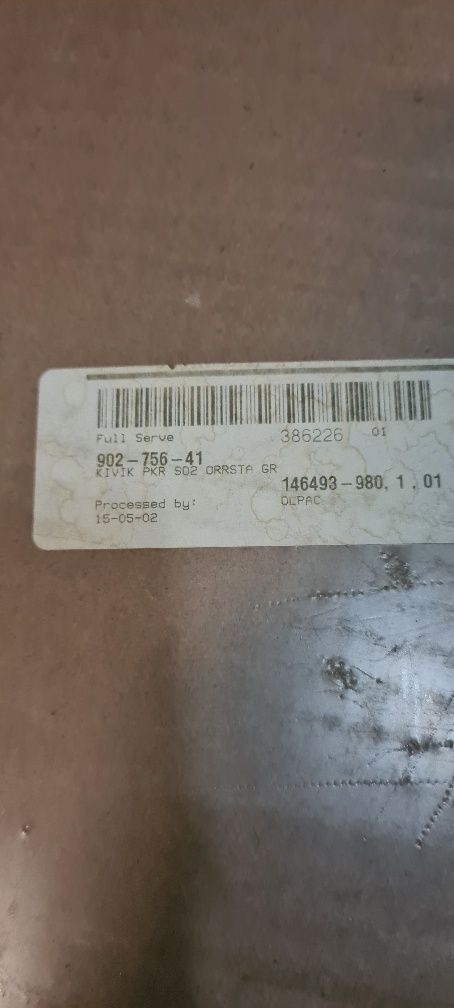 Full Serve 386226 01
902-756-41
KIVIK PKR S02 ORRSTA GR
146493-980, 1 , 01
Processed by: DLPAC
15-05-02